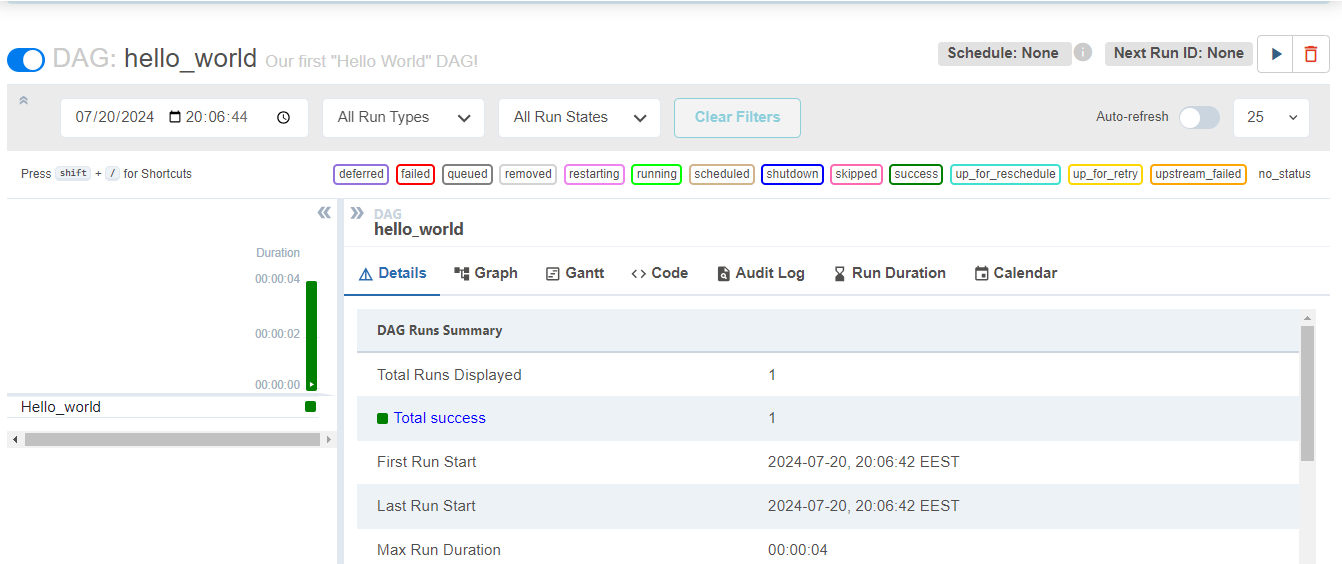 DAG: hello_world Our first "Hello World" DAG! Schedule: None Next Run ID: None
07/20/2024 20:06:44 All Run Types All Run States Clear Filters Auto-refresh 25
Press shift + / for Shortcuts deferred failed queued removed restarting running scheduled shutdown skipped success up_for_reschedule up_for_retry upstream_failed no_status
DAG
hello_world
Duration
00:00:04
00:00:02
00:00:00
Hello_world
Details Graph Gantt Code Audit Log Run Duration Calendar
DAG Runs Summary
Total Runs Displayed 1
Total success 1
First Run Start 2024-07-20, 20:06:42 EEST
Last Run Start 2024-07-20, 20:06:42 EEST
Max Run Duration 00:00:04